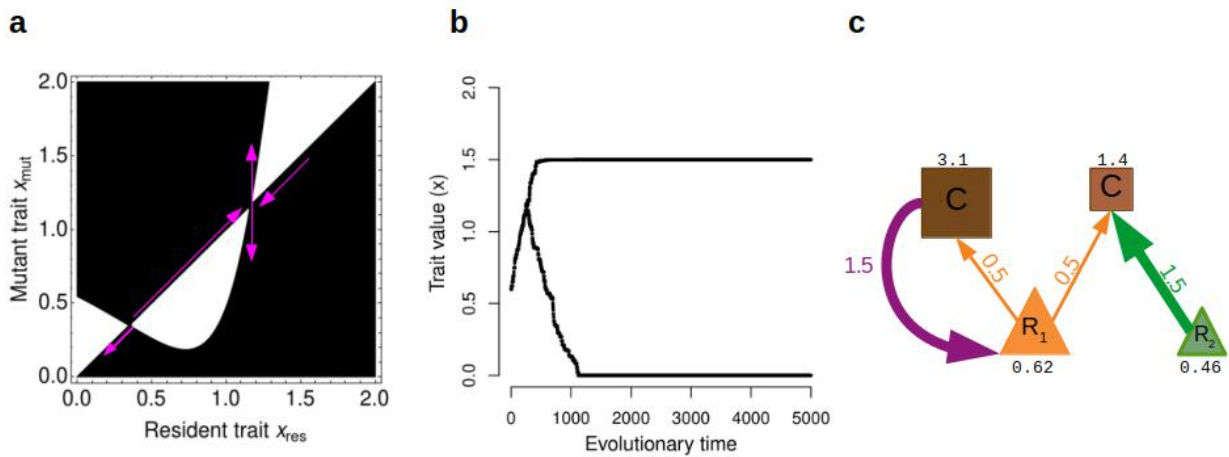 a
b
c
2.0
1.5
1.0
0.5
0.0
0.0 0.5 1.0 1.5 2.0
Mutant trait xmut
Resident trait xres
2.0
1.5
1.0
0.5
0.0
0 1000 2000 3000 4000 5000
Trait value (x)
Evolutionary time
3.1
1.4
C
C
1.5
0.5
0.5
1.5
R1
R2
0.62
0.46